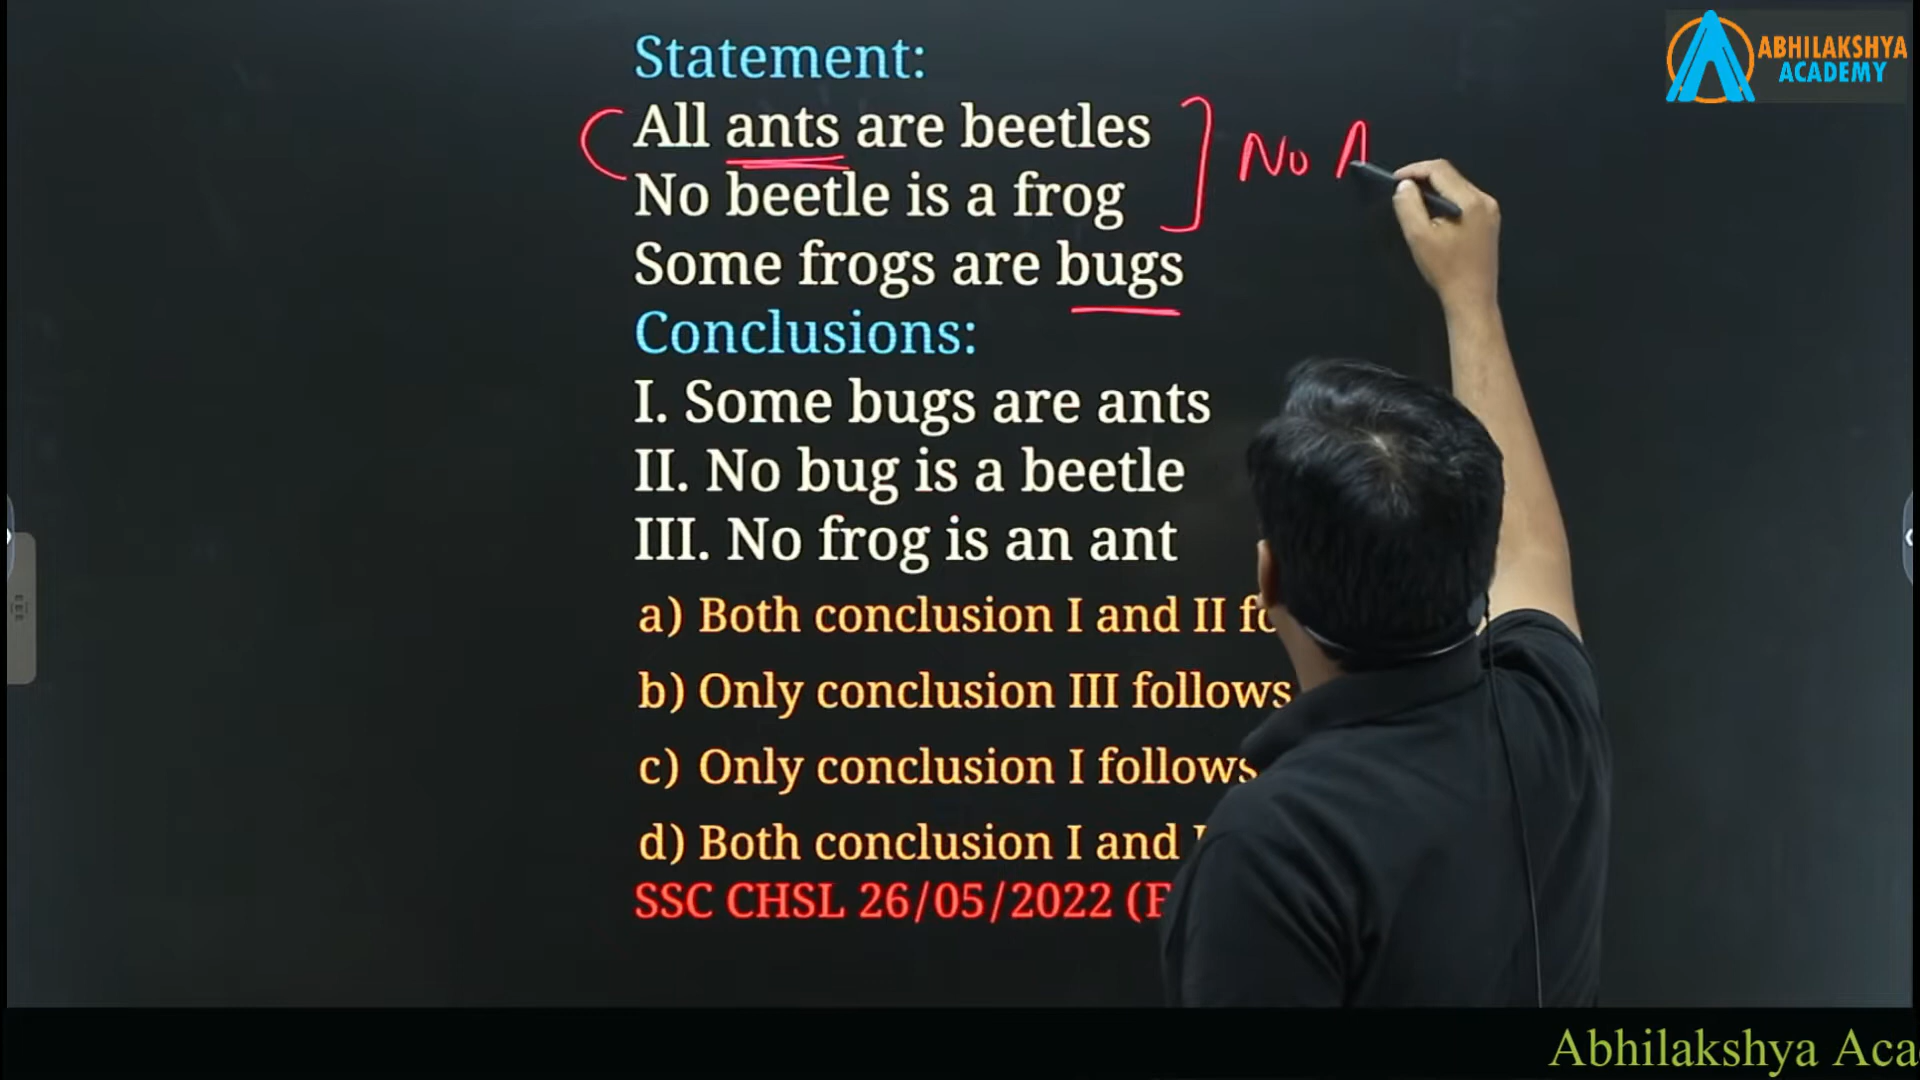 ABHILAKSHYA
ACADEMY
Statement:
All ants are beetles
No A
No beetle is a frog
Some frogs are bugs
Conclusions:
I. Some bugs are ants
II. No bug is a beetle
III. No frog is an ant
a) Both conclusion I and II
b) Only conclusion III follows
c) Only conclusion I follows
d) Both conclusion I and
SSC CHSL 26/05/2022
Abhilakshya Aca